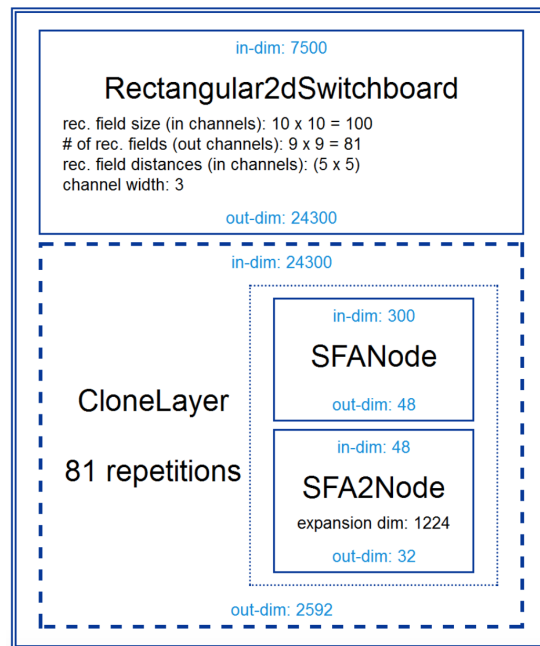 in-dim: 7500
Rectangular2dSwitchboard
rec. field size (in channels): 10 x 10 = 100
# of rec. fields (out channels): 9 x 9 = 81
rec. field distances (in channels): (5 x 5)
channel width: 3
out-dim: 24300
in-dim: 24300
CloneLayer
81 repetitions
in-dim: 300
SFANode
out-dim: 48
in-dim: 48
SFA2Node
expansion dim: 1224
out-dim: 32
out-dim: 2592